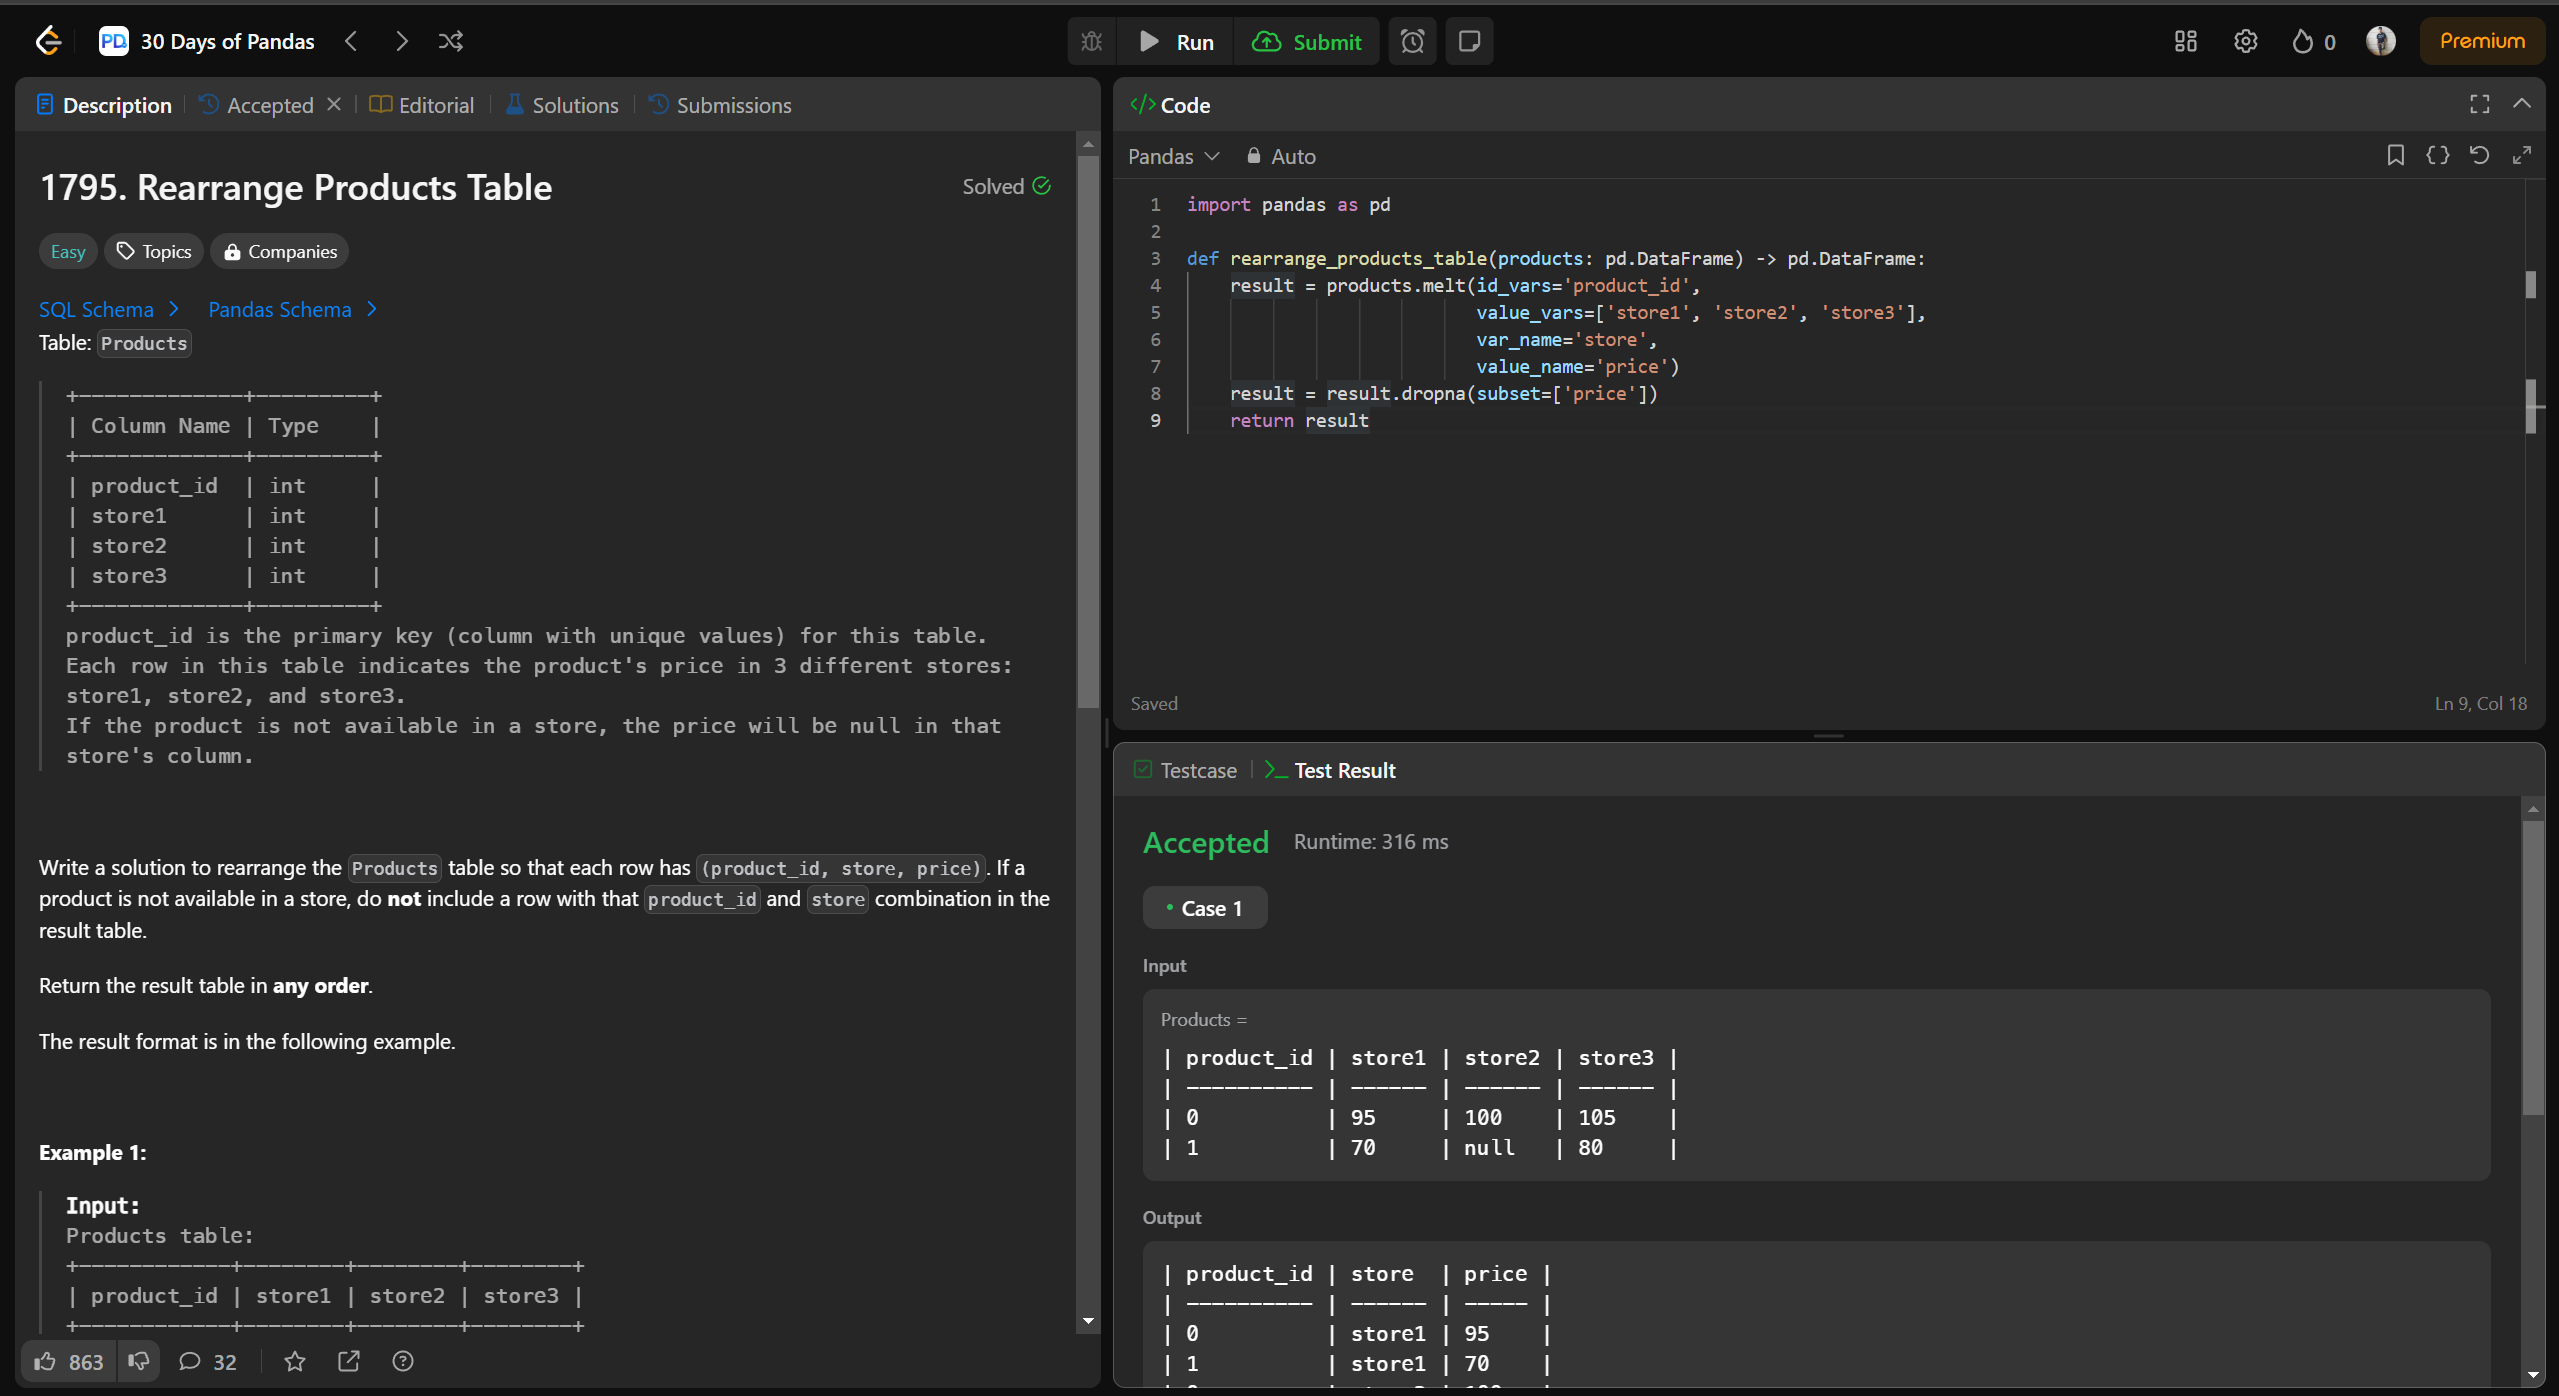 PD 30 Days of Pandas
Run
Submit
0
Premium
Description
Accepted
Editorial
Solutions
Submissions
1795. Rearrange Products Table
Solved
Easy
Topics
Companies
SQL Schema
Pandas Schema
Table: Products
+-------------+---------+
| Column Name | Type    |
+-------------+---------+
| product_id  | int     |
| store1      | int     |
| store2      | int     |
| store3      | int     |
+-------------+---------+
product_id is the primary key (column with unique values) for this table.
Each row in this table indicates the product's price in 3 different stores:
store1, store2, and store3.
If the product is not available in a store, the price will be null in that
store's column.
Write a solution to rearrange the Products table so that each row has (product_id, store, price). If a
product is not available in a store, do not include a row with that product_id and store combination in the
result table.
Return the result table in any order.
The result format is in the following example.
Example 1:
Input:
Products table:
+------------+--------+--------+--------+
| product_id | store1 | store2 | store3 |
+------------+--------+--------+--------+
863
32
Code
Pandas
Auto
1 import pandas as pd
2
3 def rearrange_products_table(products: pd.DataFrame) -> pd.DataFrame:
4     result = products.melt(id_vars='product_id',
5                            value_vars=['store1', 'store2', 'store3'],
6                            var_name='store',
7                            value_name='price')
8     result = result.dropna(subset=['price'])
9     return result
Saved
Ln 9, Col 18
Testcase
Test Result
Accepted
Runtime: 316 ms
Case 1
Input
Products =
| product_id | store1 | store2 | store3 |
| ---------- | ------ | ------ | ------ |
| 0          | 95     | 100    | 105    |
| 1          | 70     | null   | 80     |
Output
| product_id | store  | price |
| ---------- | ------ | ----- |
| 0          | store1 | 95    |
| 1          | store1 | 70    |